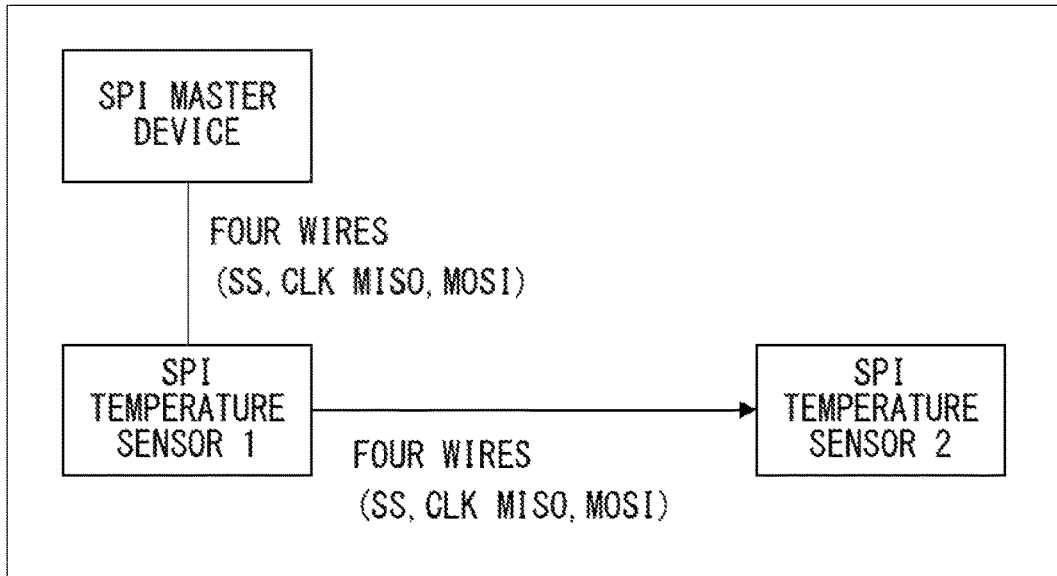 SPI MASTER
DEVICE
FOUR WIRES
(SS, CLK MISO, MOSI)
SPI
TEMPERATURE
SENSOR 1
FOUR WIRES
(SS, CLK MISO, MOSI)
SPI
TEMPERATURE
SENSOR 2